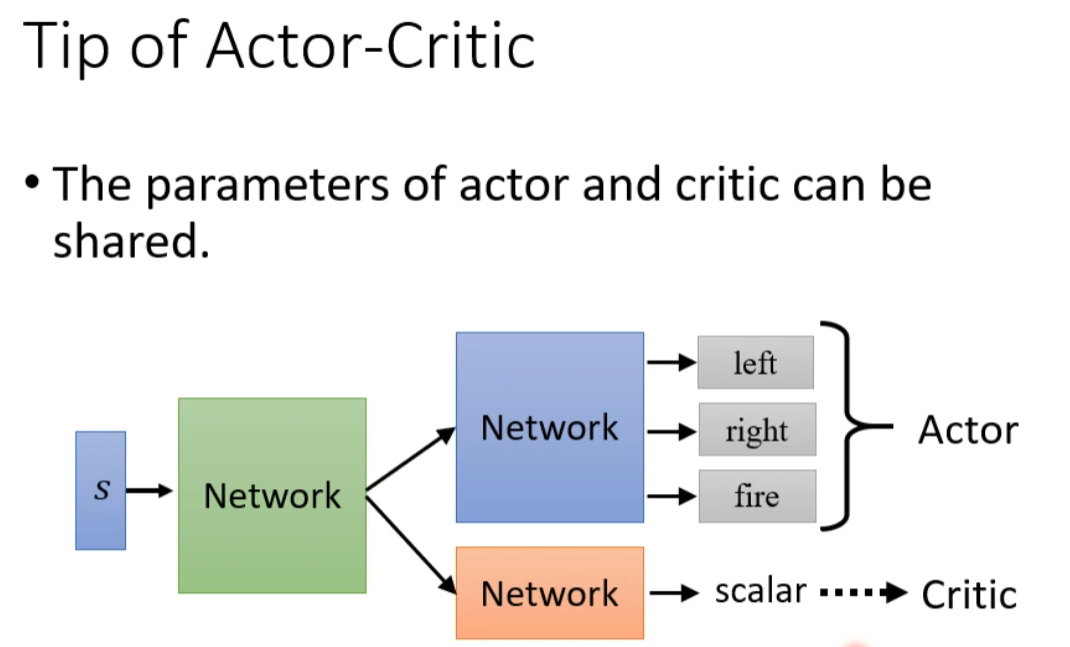 Tip of Actor-Critic
• The parameters of actor and critic can be
shared.
s
Network
Network
left
right
fire
Actor
Network
scalar
Critic